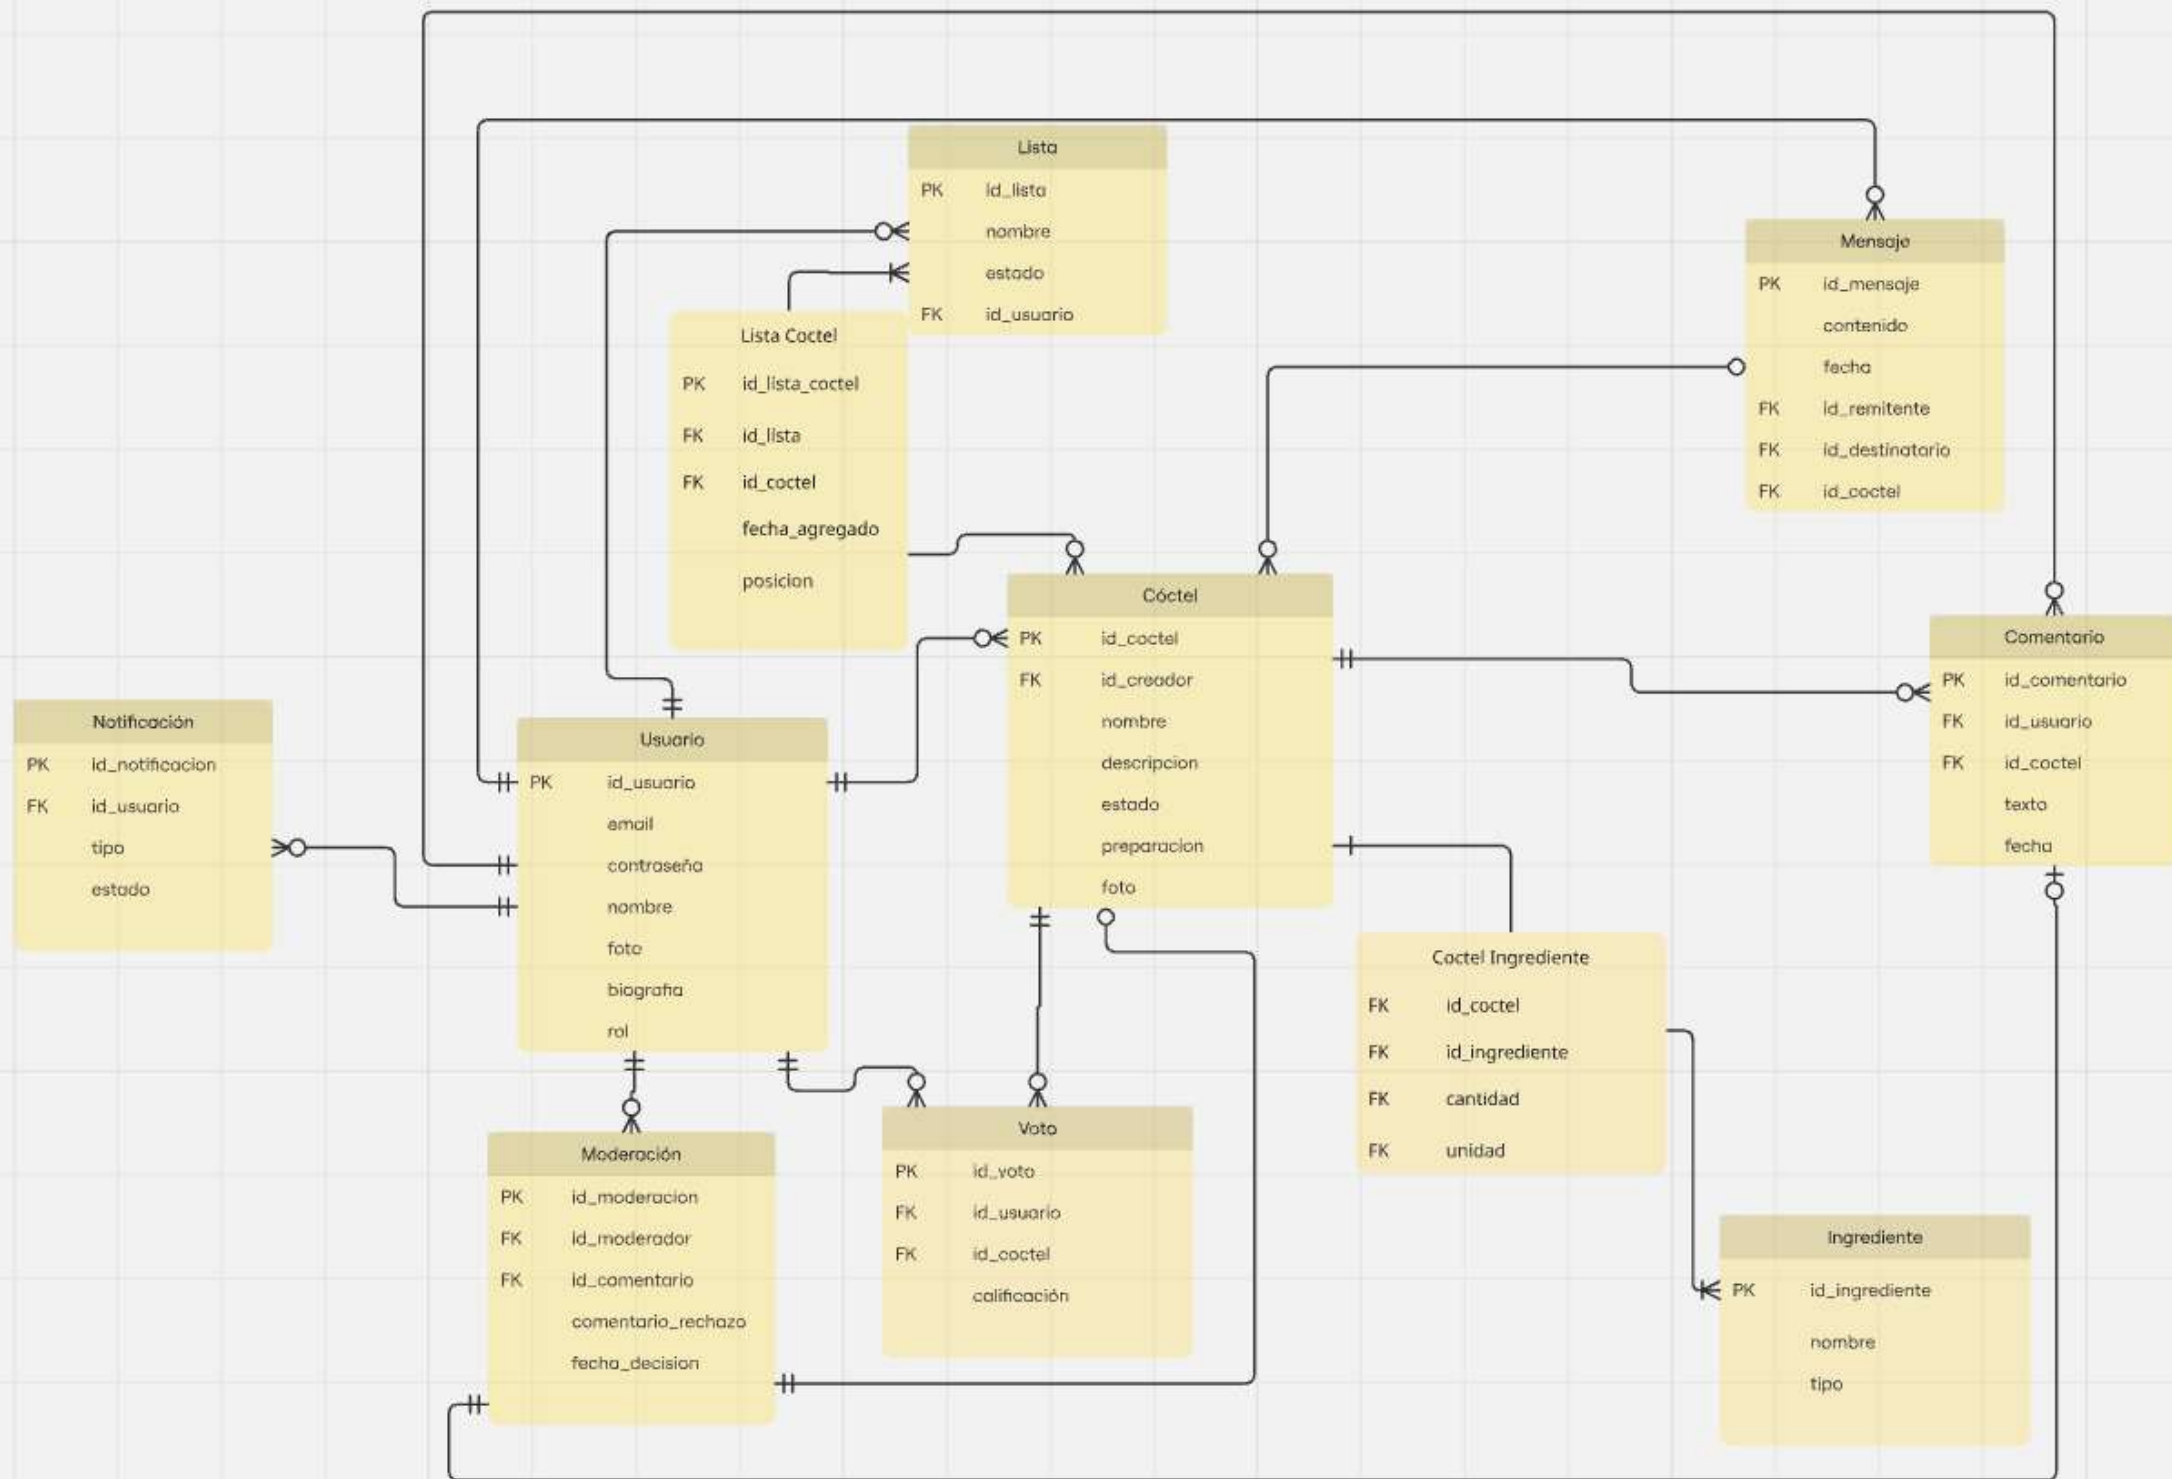 Lista
PK id_lista
nombre
estado
FK id_usuario
Lista Coctel
PK id_lista_coctel
FK id_lista
FK id_coctel
fecha_agregado
posicion
Mensaje
PK id_mensaje
contenido
fecha
FK id_remitente
FK id_destinatario
FK id_coctel
Cóctel
PK id_coctel
FK id_creador
nombre
descripcion
estado
preparacion
foto
Comentario
PK id_comentario
FK id_usuario
FK id_coctel
texto
fecha
Notificación
PK id_notificacion
FK id_usuario
tipo
estado
Usuario
PK id_usuario
email
contraseña
nombre
foto
biografia
rol
Coctel Ingrediente
FK id_coctel
FK id_ingrediente
FK cantidad
FK unidad
Moderación
PK id_moderacion
FK id_moderador
FK id_comentario
comentario_rechazo
fecha_decision
Voto
PK id_voto
FK id_usuario
FK id_coctel
calificación
Ingrediente
PK id_ingrediente
nombre
tipo